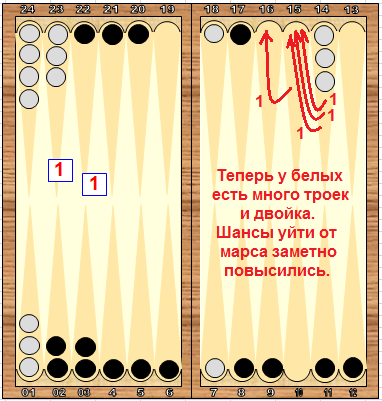 24 23 22 21 20 19 18 17 16 15 14 13
1
1
1
1
1
1
Теперь у белых
есть много троек
и двойка.
Шансы уйти от
марса заметно
повысились.
01 02 03 4 5 6 7 8 9 10 11 12